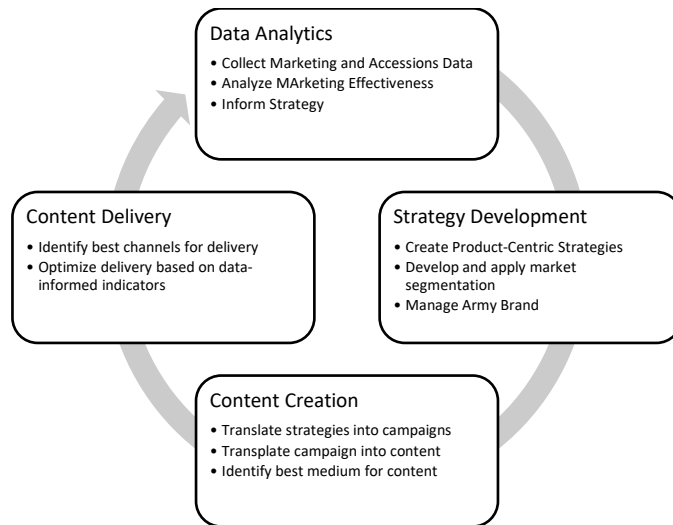 Data Analytics
• Collect Marketing and Accessions Data
• Analyze MArketing Effectiveness
• Inform Strategy
Content Delivery
• Identify best channels for delivery
• Optimize delivery based on data-
informed indicators
Strategy Development
• Create Product-Centric Strategies
• Develop and apply market
segmentation
• Manage Army Brand
Content Creation
• Translate strategies into campaigns
• Transplate campaign into content
• Identify best medium for content